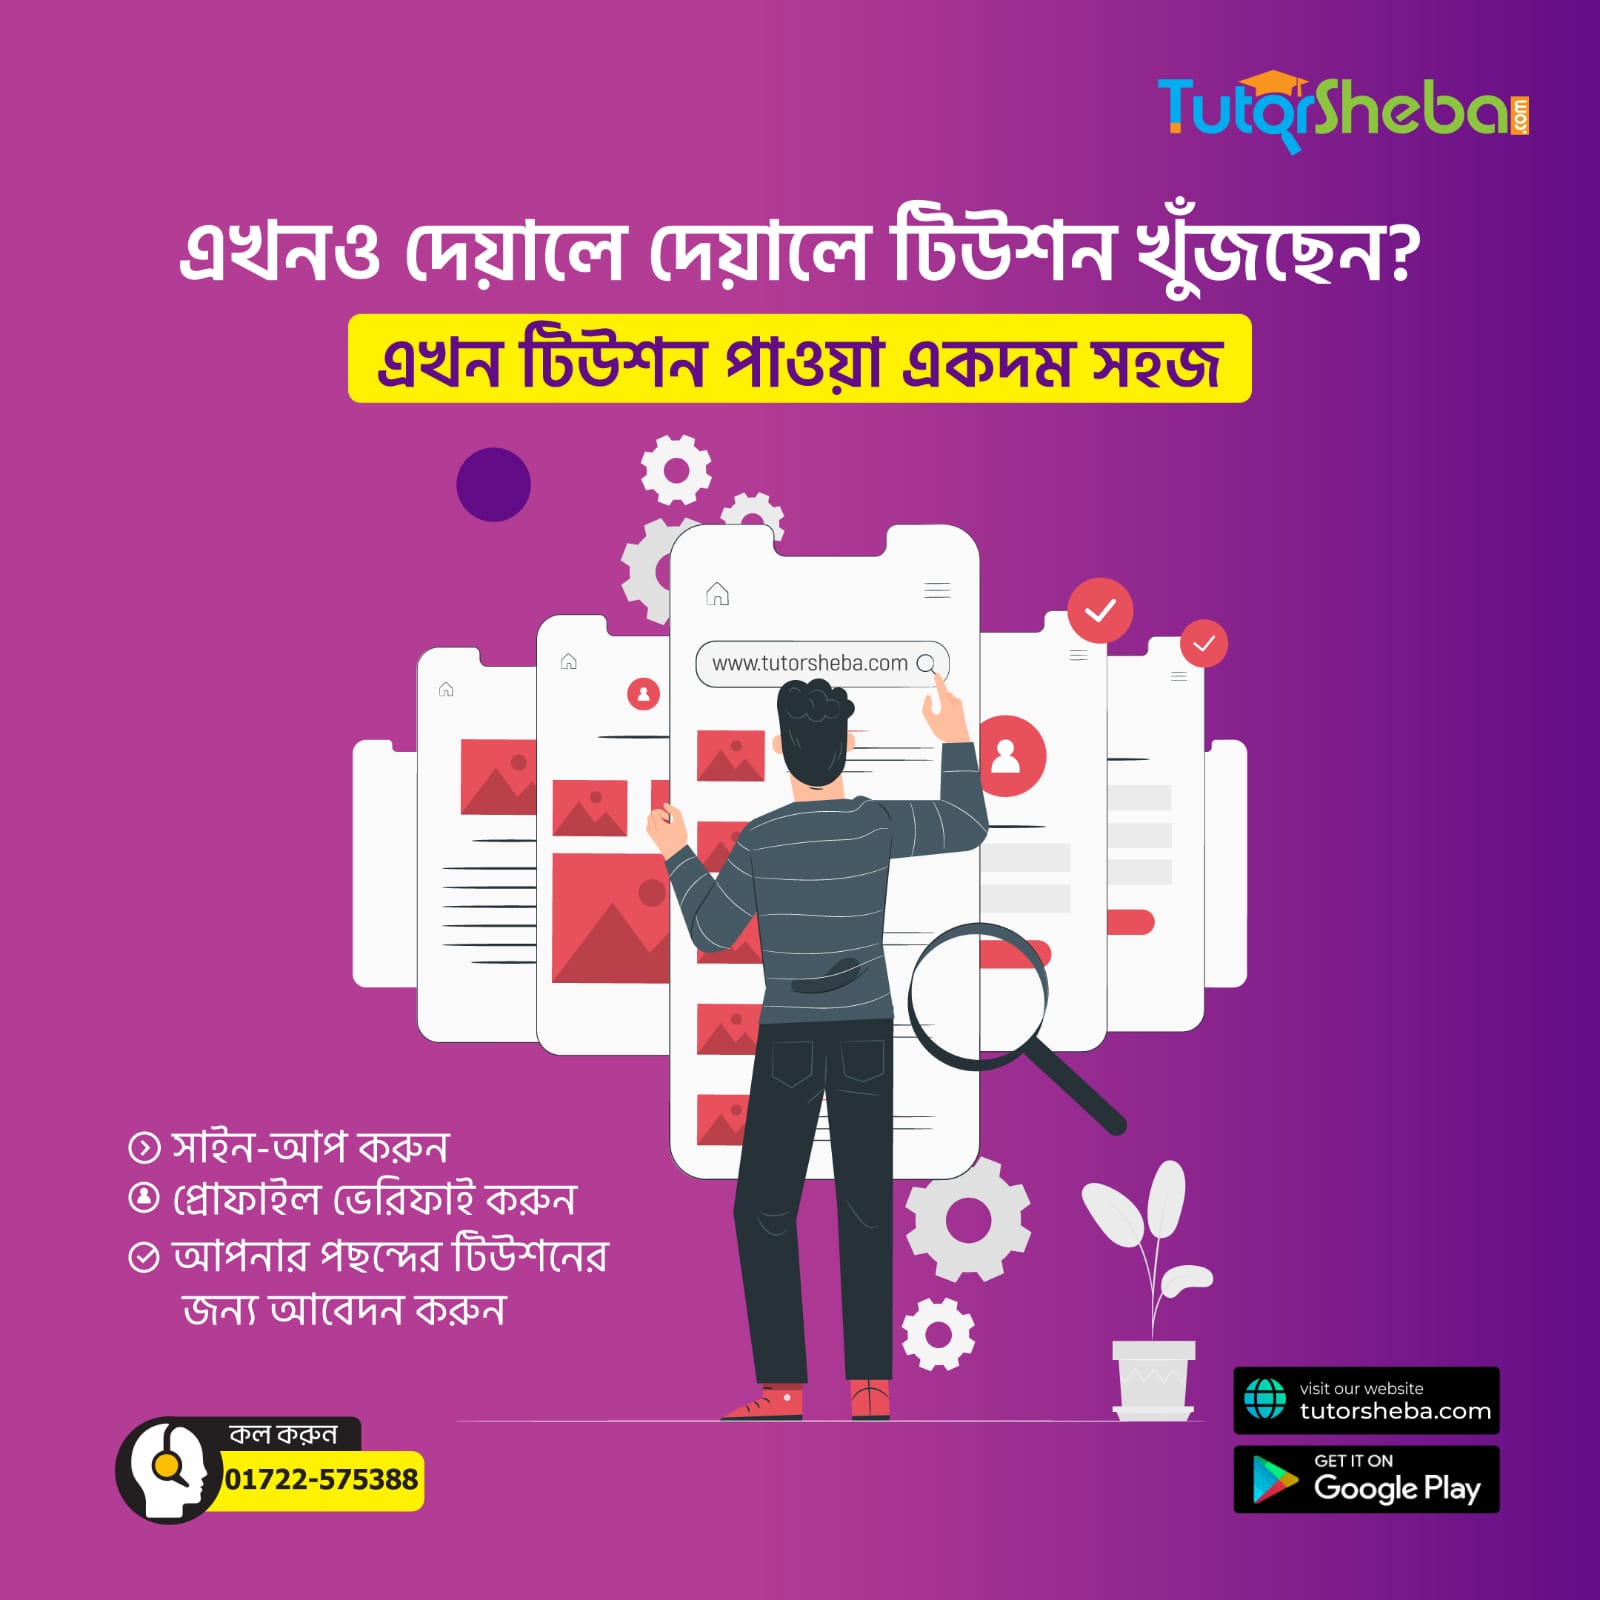 TutorSheba.com
এখনও দেয়ালে দেয়ালে টিউশন খুঁজছেন?
এখন টিউশন পাওয়া একদম সহজ
www.tutorsheba.com
সাইন-আপ করুন
প্রোফাইল ভেরিফাই করুন
আপনার পছন্দের টিউশনের
জন্য আবেদন করুন
কল করুন
01722-575388
visit our website
tutorsheba.com
GET IT ON
Google Play